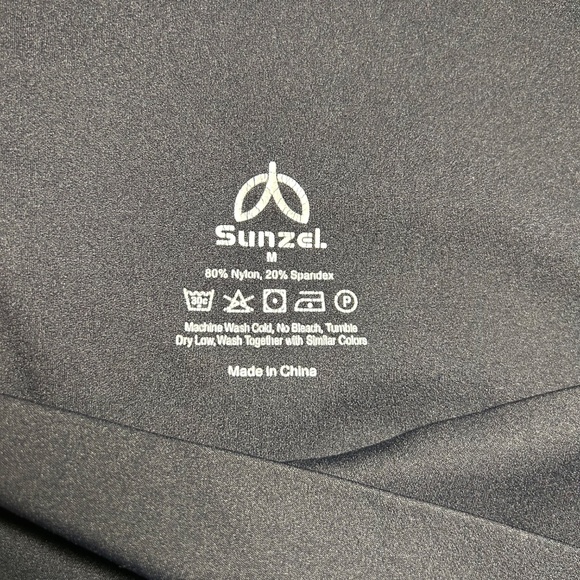 Sunzel.
M
80% Nylon, 20% Spandex
30c P
Machine Wash Cold, No Bleach, Tumble
Dry Low, Wash Together with Similar Colors
Made in China